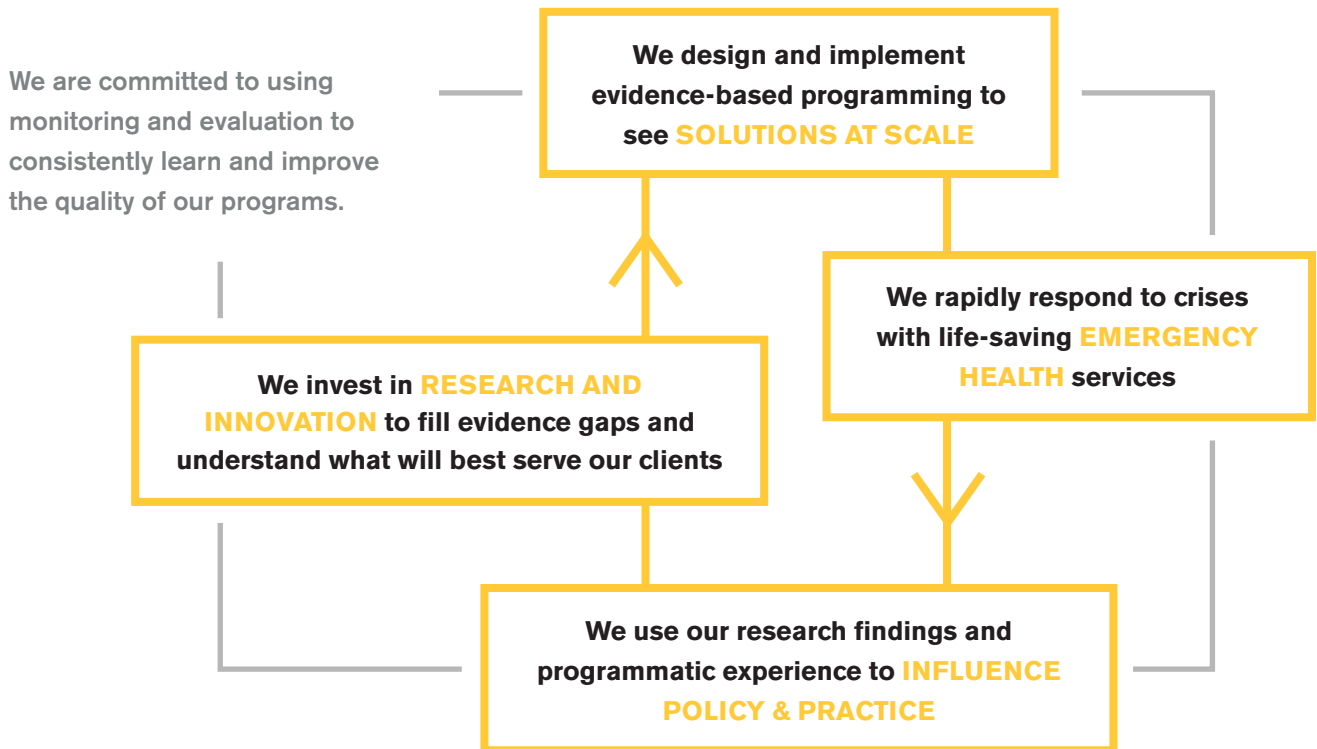 We are committed to using
monitoring and evaluation to
consistently learn and improve
the quality of our programs.
We design and implement
evidence-based programming to
see SOLUTIONS AT SCALE
We rapidly respond to crises
with life-saving EMERGENCY
HEALTH services
We invest in RESEARCH AND
INNOVATION to fill evidence gaps and
understand what will best serve our clients
We use our research findings and
programmatic experience to INFLUENCE
POLICY & PRACTICE